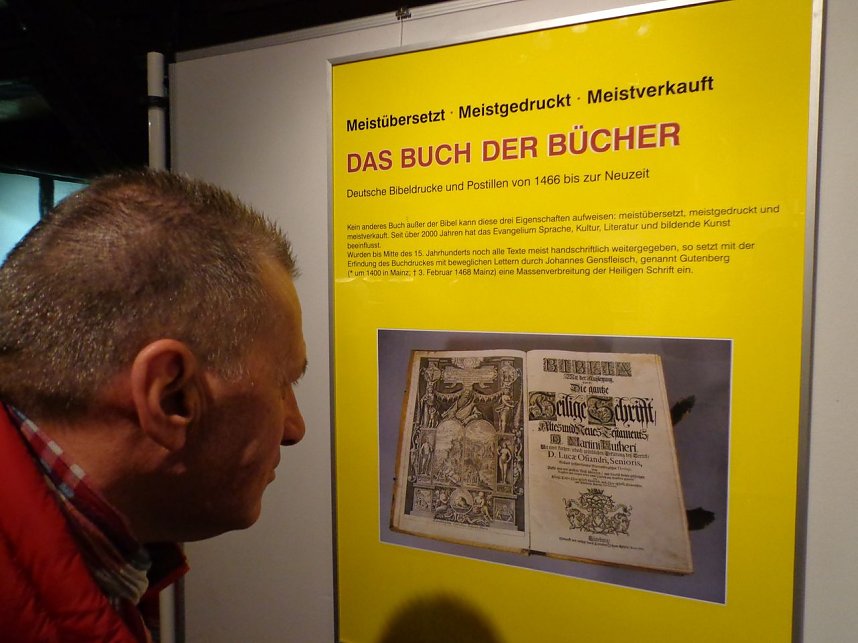 Meistübersetzt · Meistgedruckt · Meistverkauft
DAS BUCH DER BÜCHER
Deutsche Bibeldrucke und Postillen von 1466 bis zur Neuzeit
Kein anderes Buch außer der Bibel kann diese drei Eigenschaften aufweisen: meistübersetzt, meistgedruckt und
meistverkauft. Seit über 2000 Jahren hat das Evangelium Sprache, Kultur, Literatur und bildende Kunst
beeinflusst.
Wurden bis Mitte des 15. Jahrhunderts noch alle Texte meist handschriftlich weitergegeben, so setzt mit der
Erfindung des Buchdruckes mit beweglichen Lettern durch Johannes Gensfleisch, genannt Gutenberg
(* um 1400 in Mainz; † 3. Februar 1468 Mainz) eine Massenverbreitung der Heiligen Schrift ein.
BIBLIA
Mit der Außlegung
Die gantze
Heilige Schrifft
Altes und Neues Testaments
D. Martini Lutheri
D. Lucæ Osiandri, Senioris,